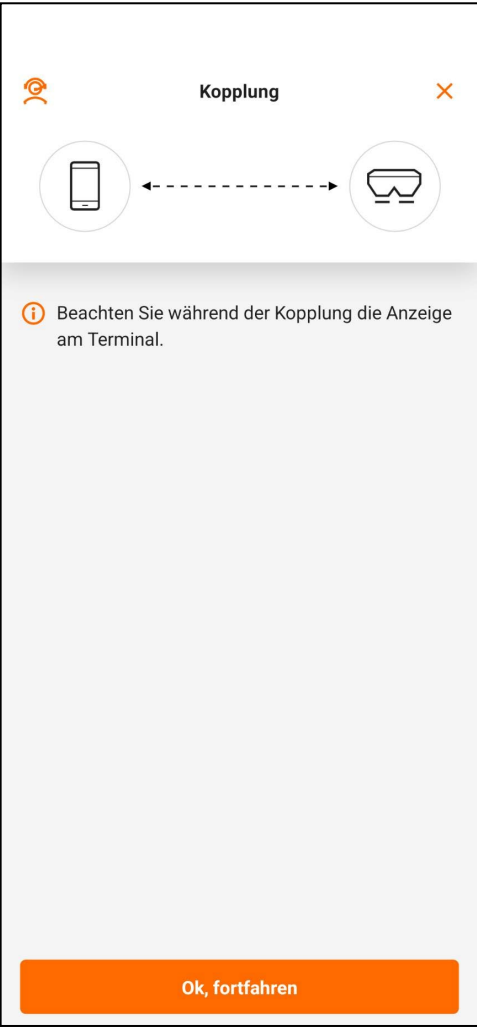 Kopplung
Beachten Sie während der Kopplung die Anzeige
am Terminal.
Ok, fortfahren